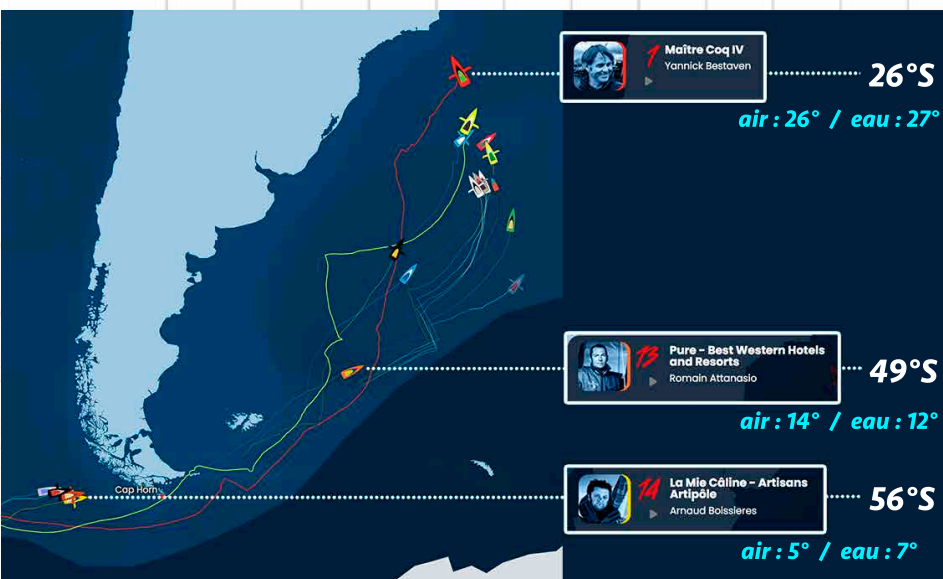 1 Maître Coq IV
Yannick Bestaven
26°S
air : 26° / eau : 27°
13 Pure - Best Western Hotels
and Resorts
Romain Attanasio
49°S
air : 14° / eau : 12°
Cap Horn
14 La Mie Câline - Artisans
Artipôle
Arnaud Boissieres
56°S
air : 5° / eau : 7°